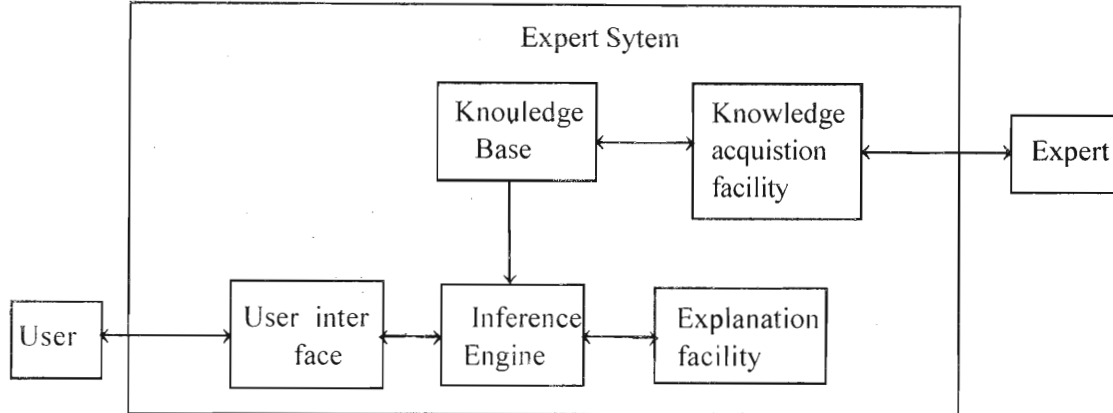 Expert Sytem
Knouledge
Base
Knowledge
acquistion
facility
Expert
User
User inter
face
Inference
Engine
Explanation
facility